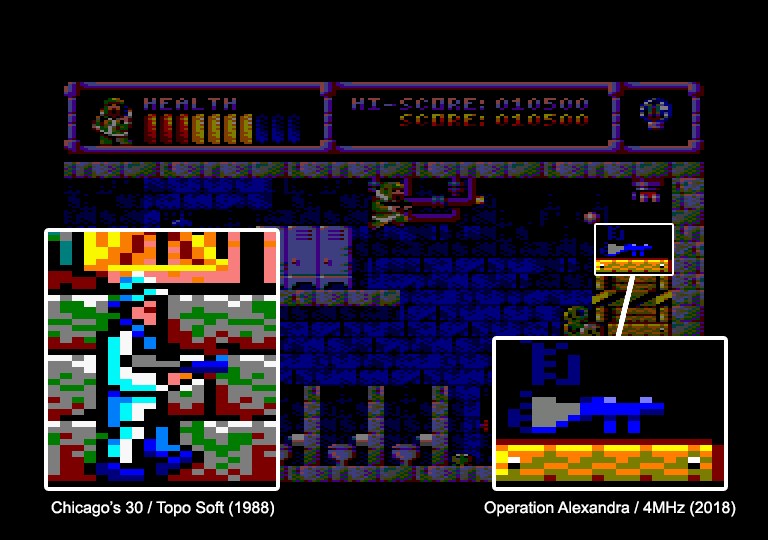 HEALTH
HI-SCORE: 010500
SCORE: 010500
Chicago's 30 / Topo Soft (1988)
Operation Alexandra / 4MHz (2018)